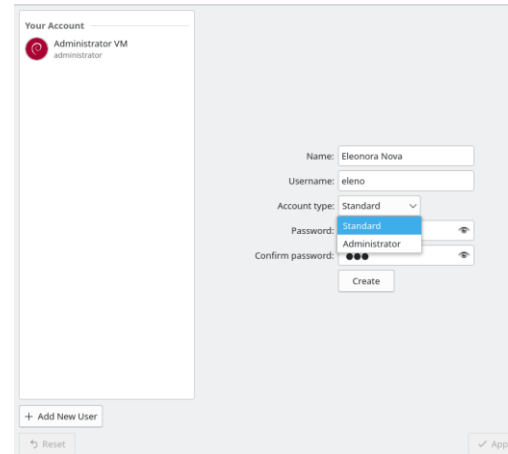 Your Account
Administrator VM
administrator
Name: Eleonora Nova
Username: eleno
Account type: Standard
Standard
Administrator
Password:
Confirm password: ●●●
Create
+ Add New User
Reset
App